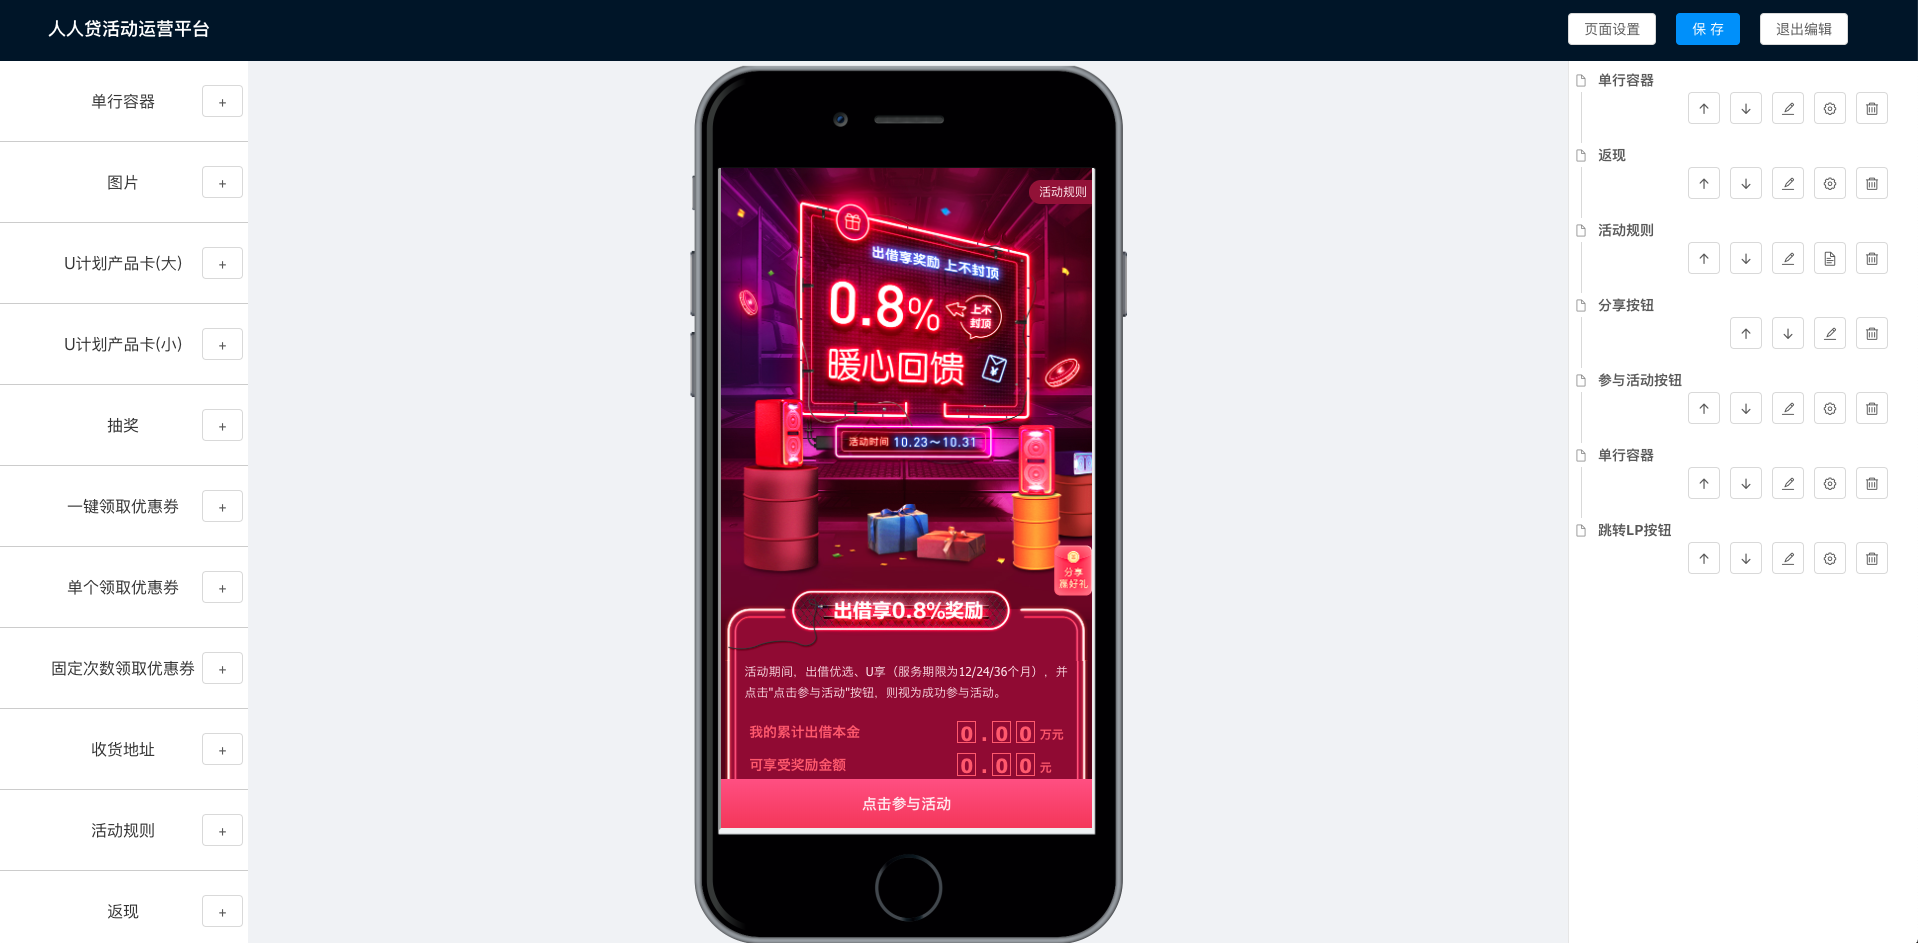 人人贷活动运营平台
页面设置
保 存
退出编辑
单行容器
+
图片
+
U计划产品卡(大)
+
U计划产品卡(小)
+
抽奖
+
一键领取优惠券
+
单个领取优惠券
+
固定次数领取优惠券
+
收货地址
+
活动规则
+
返现
+
活动规则
出借享奖励 上不封顶
0.8%
上不
封顶
暖心回馈
¥
活动时间 10.23～10.31
分享
赢好礼
出借享0.8%奖励
活动期间，出借优选、U享（服务期限为12/24/36个月），并
点击"点击参与活动"按钮，则视为成功参与活动。
我的累计出借本金 0.00 万元
可享受奖励金额 0.00 元
点击参与活动
单行容器
返现
活动规则
分享按钮
参与活动按钮
单行容器
跳转LP按钮